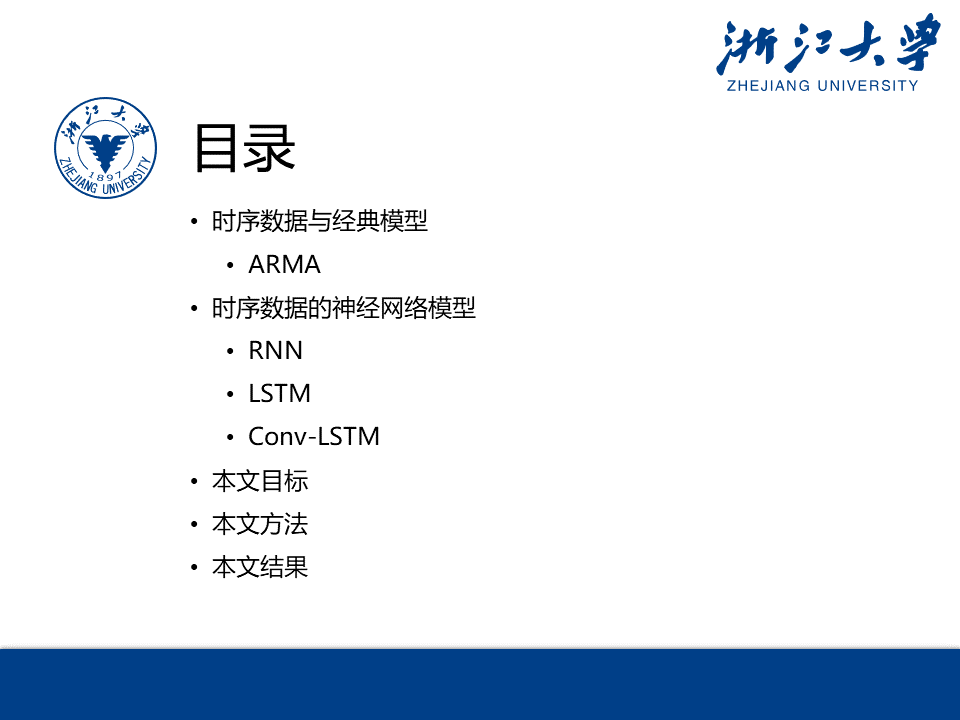 浙江大学
ZHEJIANG UNIVERSITY
浙江大学
1897
ZHEJIANG UNIVERSITY
目录
• 时序数据与经典模型
• ARMA
• 时序数据的神经网络模型
• RNN
• LSTM
• Conv-LSTM
• 本文目标
• 本文方法
• 本文结果